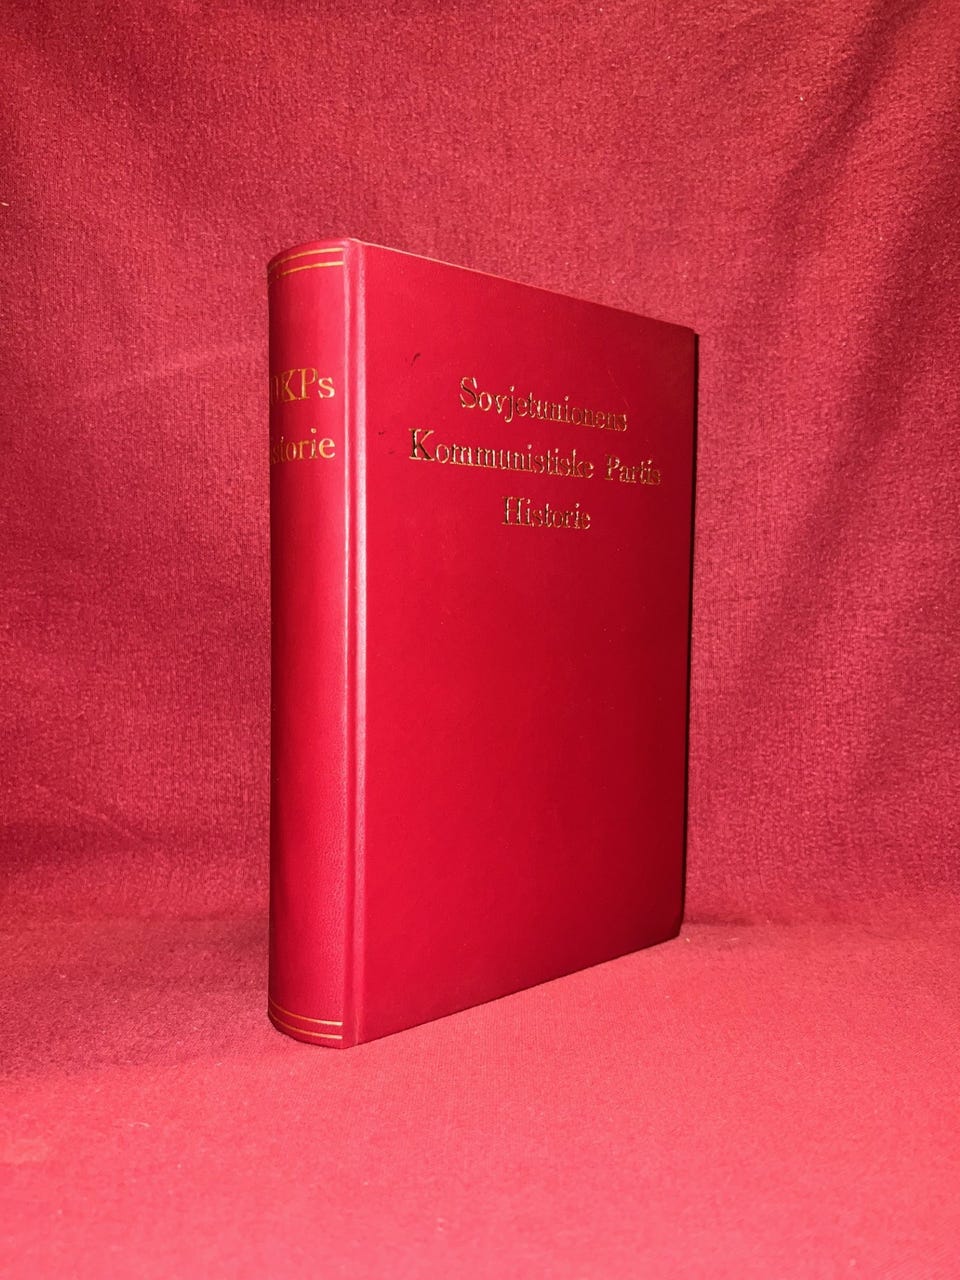 Sovjetunionens
Kommunistiske Partis
Historie